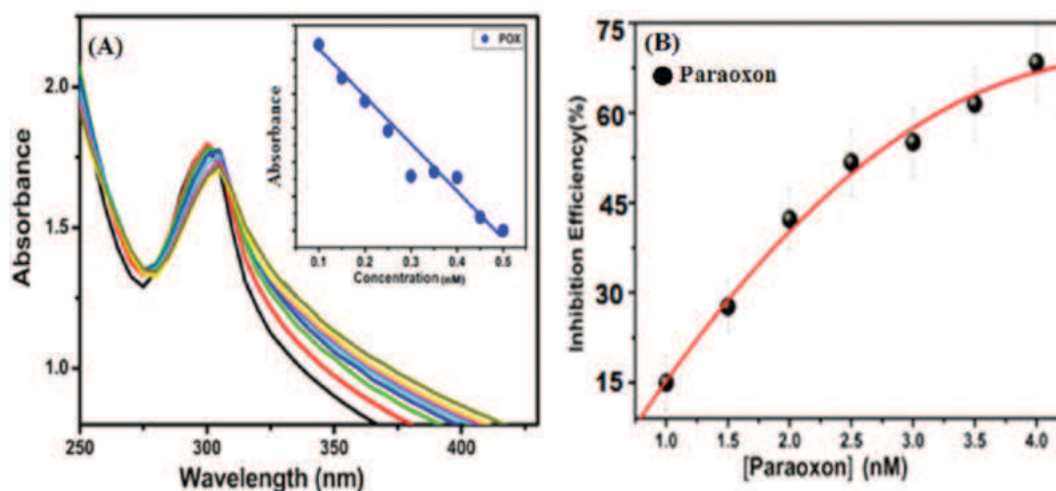 (A)
POX
Absorbance
0.1 0.2 0.3 0.4 0.5
Concentration (nM)
2.0
1.5
1.0
Absorbance
250 300 350 400
Wavelength (nm)
(B)
Paraoxon
75
60
45
30
15
Inhibition Efficiency(%)
1.0 1.5 2.0 2.5 3.0 3.5 4.0
[Paraoxon] (nM)